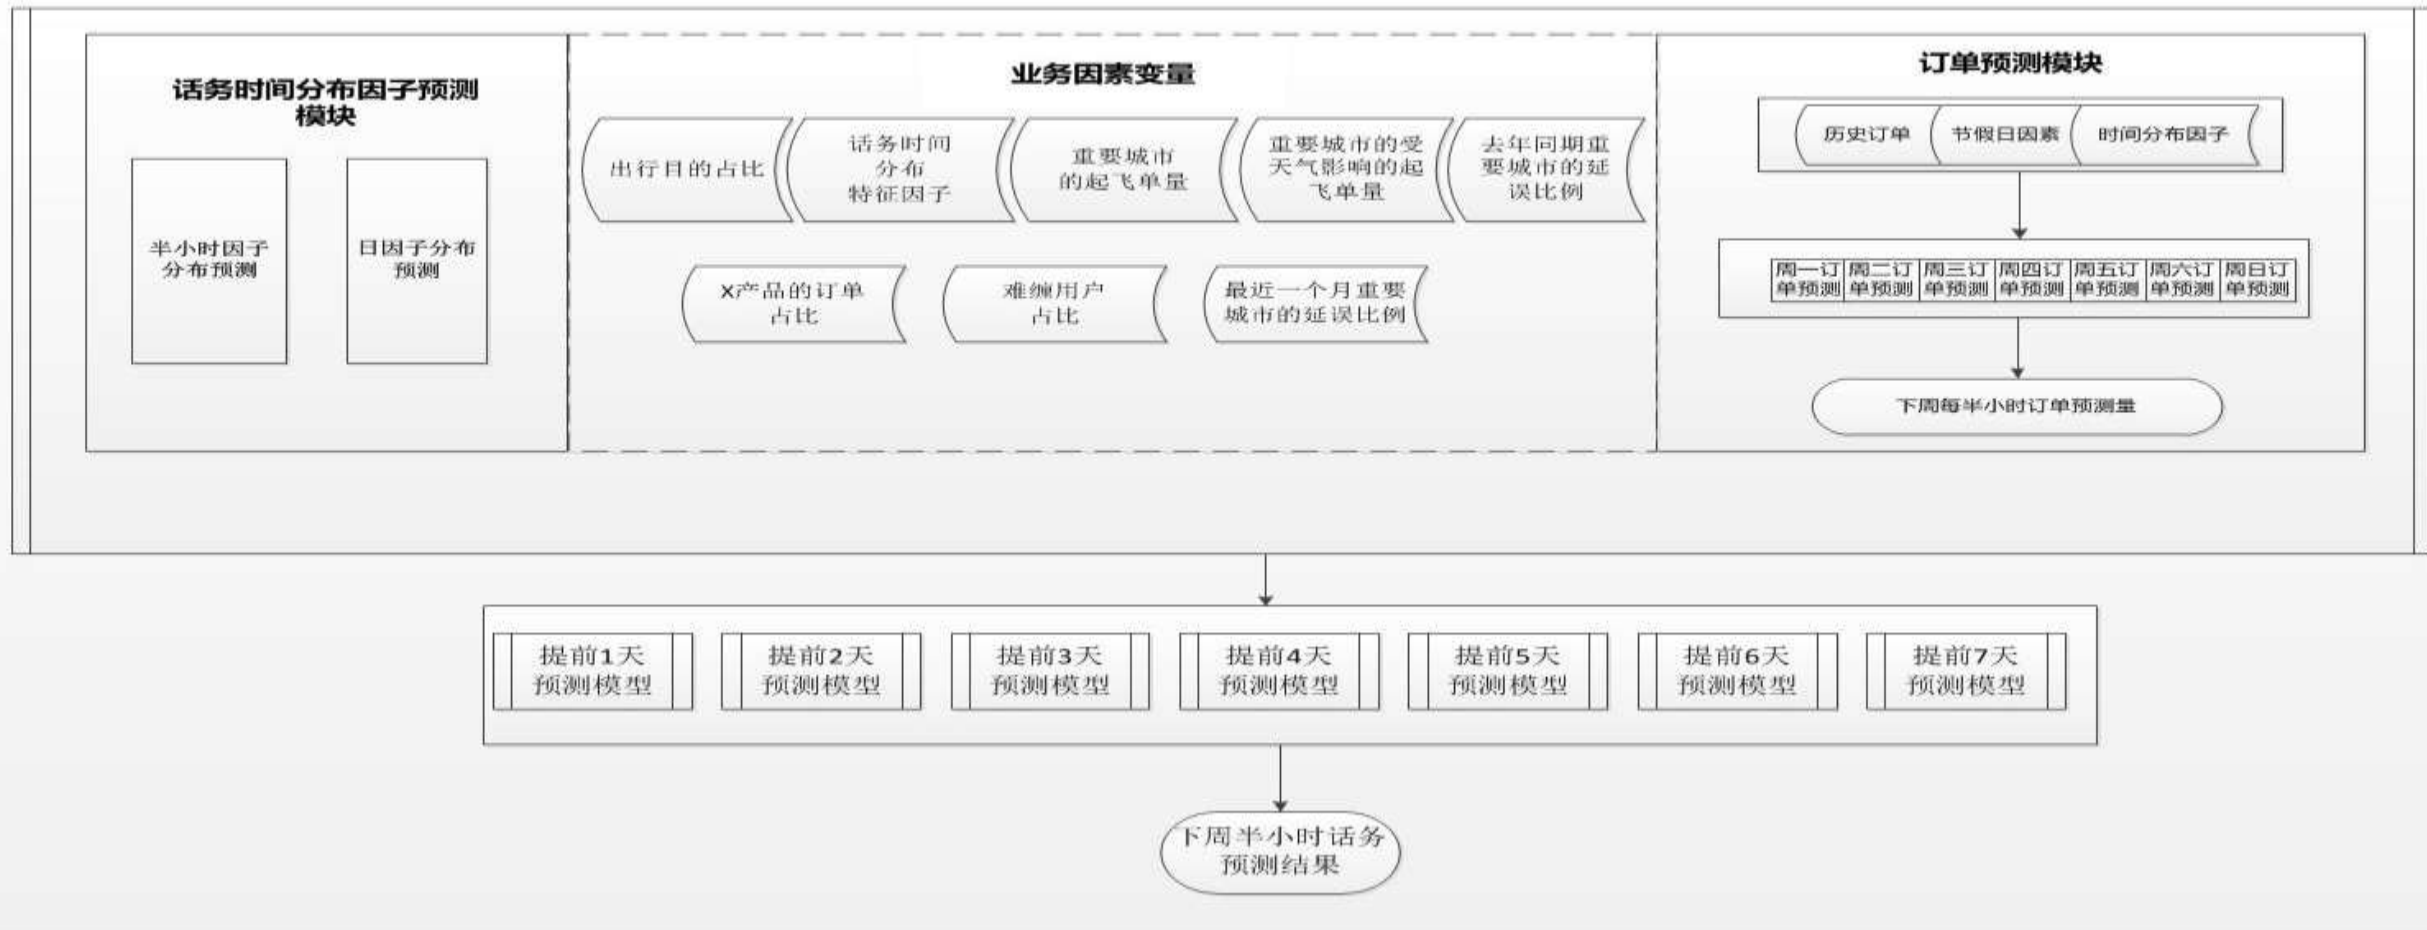 话务时间分布因子预测
模块
半小时因子
分布预测
日因子分布
预测
业务因素变量
出行目的占比
话务时间
分布
特征因子
重要城市
的起飞单量
重要城市的受
天气影响的起
飞单量
去年同期重
要城市的延
误比例
X产品的订单
占比
难缠用户
占比
最近一个月重要
城市的延误比例
订单预测模块
历史订单
节假日因素
时间分布因子
周一订
单预测
周二订
单预测
周三订
单预测
周四订
单预测
周五订
单预测
周六订
单预测
周日订
单预测
下周每半小时订单预测量
提前1天
预测模型
提前2天
预测模型
提前3天
预测模型
提前4天
预测模型
提前5天
预测模型
提前6天
预测模型
提前7天
预测模型
下周半小时话务
预测结果